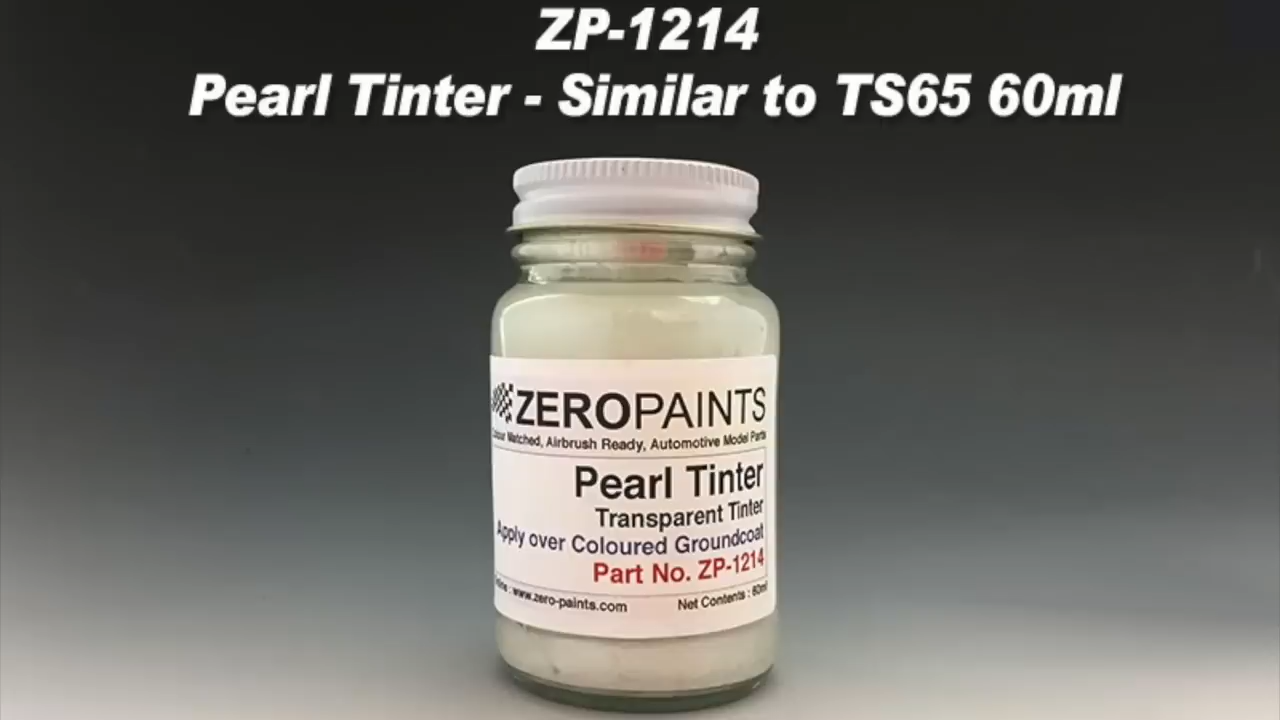 ZP-1214
Pearl Tinter - Similar to TS65 60ml
ZEROPAINTS
Matched, Airbrush Ready, Automotive Model Paints
Pearl Tinter
Transparent Tinter
Apply over Coloured Groundcoat
Part No. ZP-1214
www.zero-paints.com Net Contents : 60ml